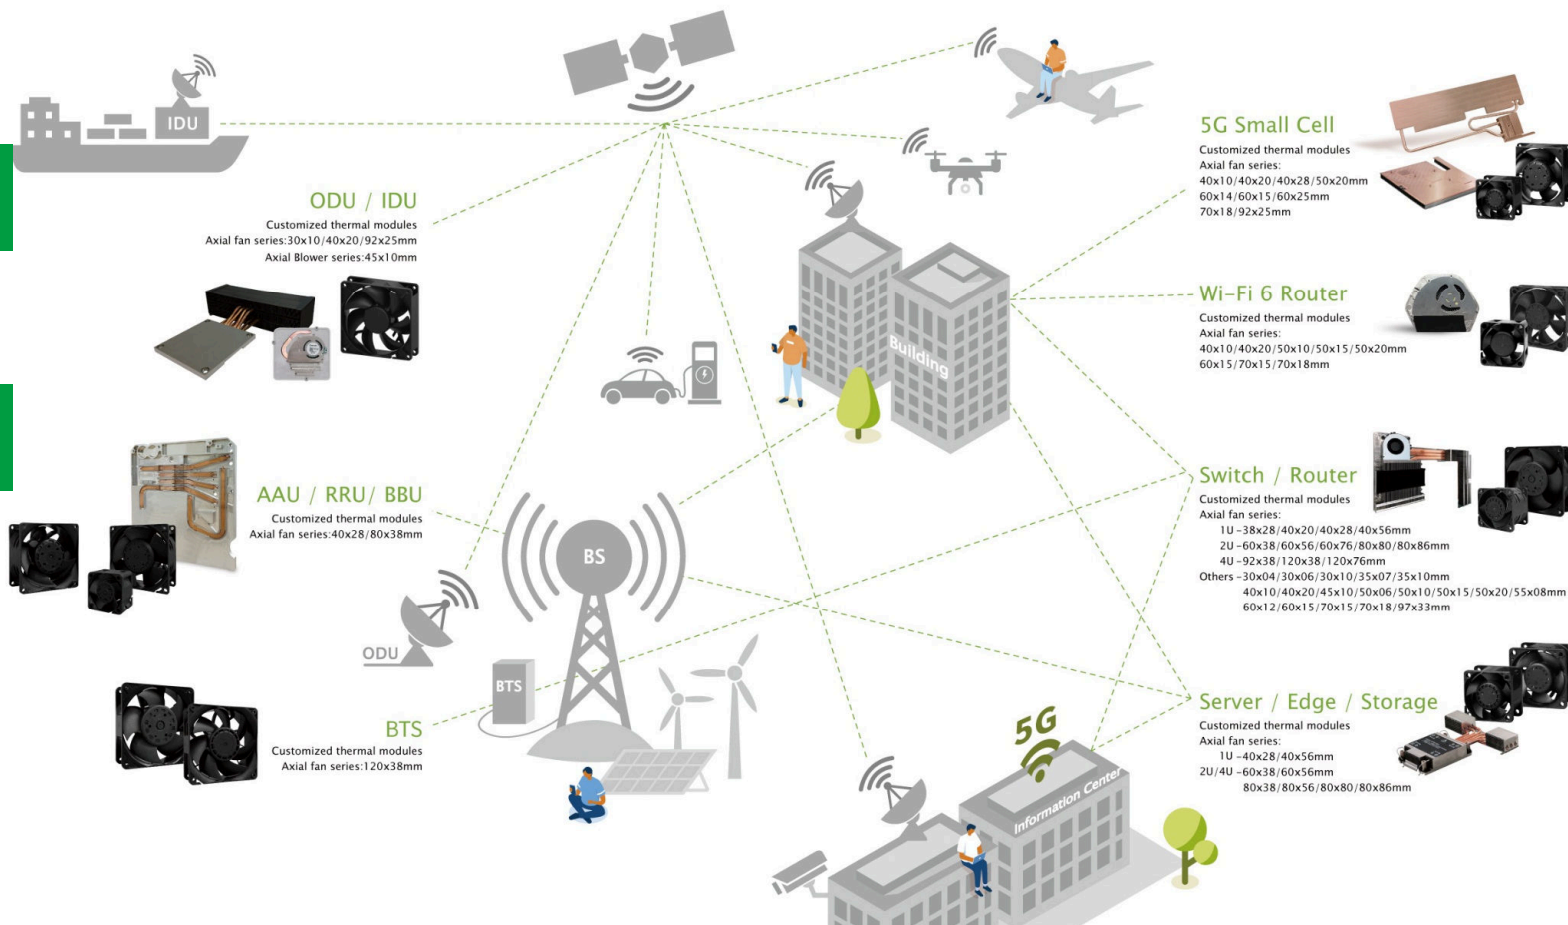 IDU
ODU / IDU
Customized thermal modules
Axial fan series:30x10/40x20/92x25mm
Axial Blower series:45x10mm
5G Small Cell
Customized thermal modules
Axial fan series:
40x10/40x20/40x28/50x20mm
60x14/60x15/60x25mm
70x18/92x25mm
Wi-Fi 6 Router
Customized thermal modules
Axial fan series:
40x10/40x20/50x10/50x15/50x20mm
60x15/70x15/70x18mm
Building
AAU / RRU/ BBU
Customized thermal modules
Axial fan series:40x28/80x38mm
BS
Switch / Router
Customized thermal modules
Axial fan series:
1U -38x28/40x20/40x28/40x56mm
2U -60x38/60x56/60x76/80x80/80x86mm
4U -92x38/120x38/120x76mm
Others -30x04/30x06/30x10/35x07/35x10mm
40x10/40x20/45x10/50x06/50x10/50x15/50x20/55x08mm
60x12/60x15/70x15/70x18/97x33mm
ODU
BTS
BTS
Customized thermal modules
Axial fan series:120x38mm
Server / Edge / Storage
Customized thermal modules
Axial fan series:
1U -40x28/40x56mm
2U/4U -60x38/60x56mm
80x38/80x56/80x80/80x86mm
5G
Information Center